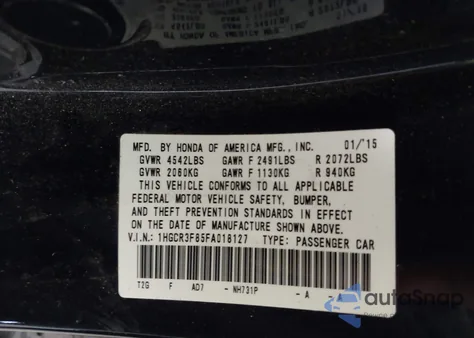 MFD. BY HONDA OF AMERICA MFG., INC. 01/'15
GVWR 4542LBS GAWR F 2491LBS R 2072LBS
GVWR 2060KG GAWR F 1130KG R 940KG
THIS VEHICLE CONFORMS TO ALL APPLICABLE
FEDERAL MOTOR VEHICLE SAFETY, BUMPER,
AND THEFT PREVENTION STANDARDS IN EFFECT
ON THE DATE OF MANUFACTURE SHOWN ABOVE.
V.I.N.: 1HGCR3F85FA018127 TYPE: PASSENGER CAR
T2G F AD7 - NH731P - A - A
autoSnap